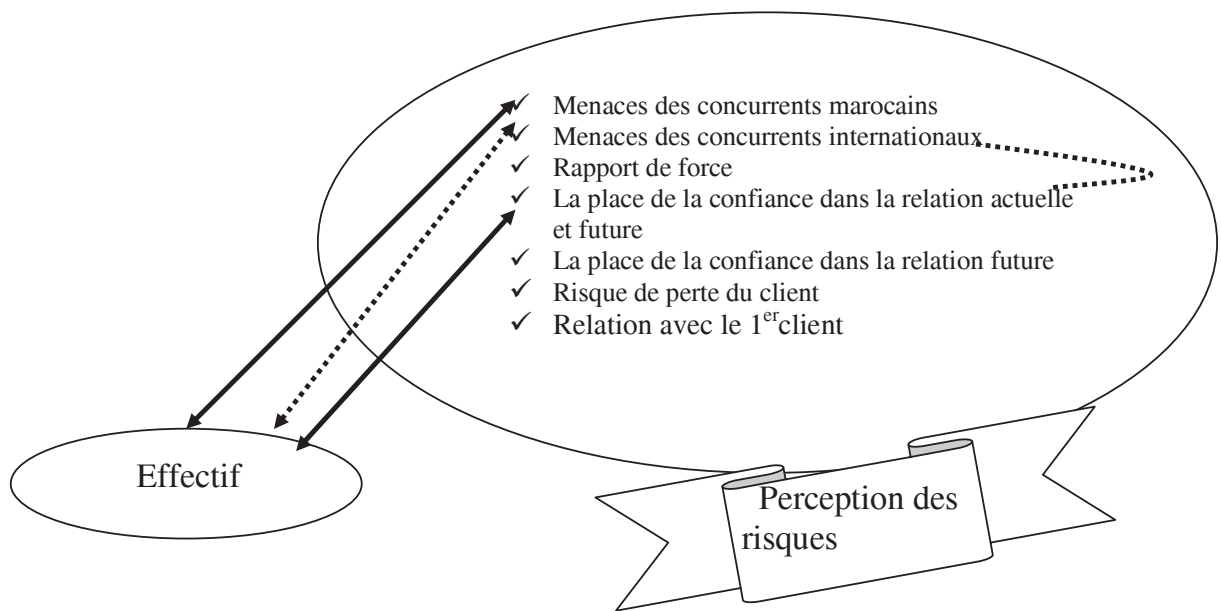 ✓ Menaces des concurrents marocains
✓ Menaces des concurrents internationaux
✓ Rapport de force
✓ La place de la confiance dans la relation actuelle
et future
✓ La place de la confiance dans la relation future
✓ Risque de perte du client
✓ Relation avec le 1er client
Effectif
Perception des
risques